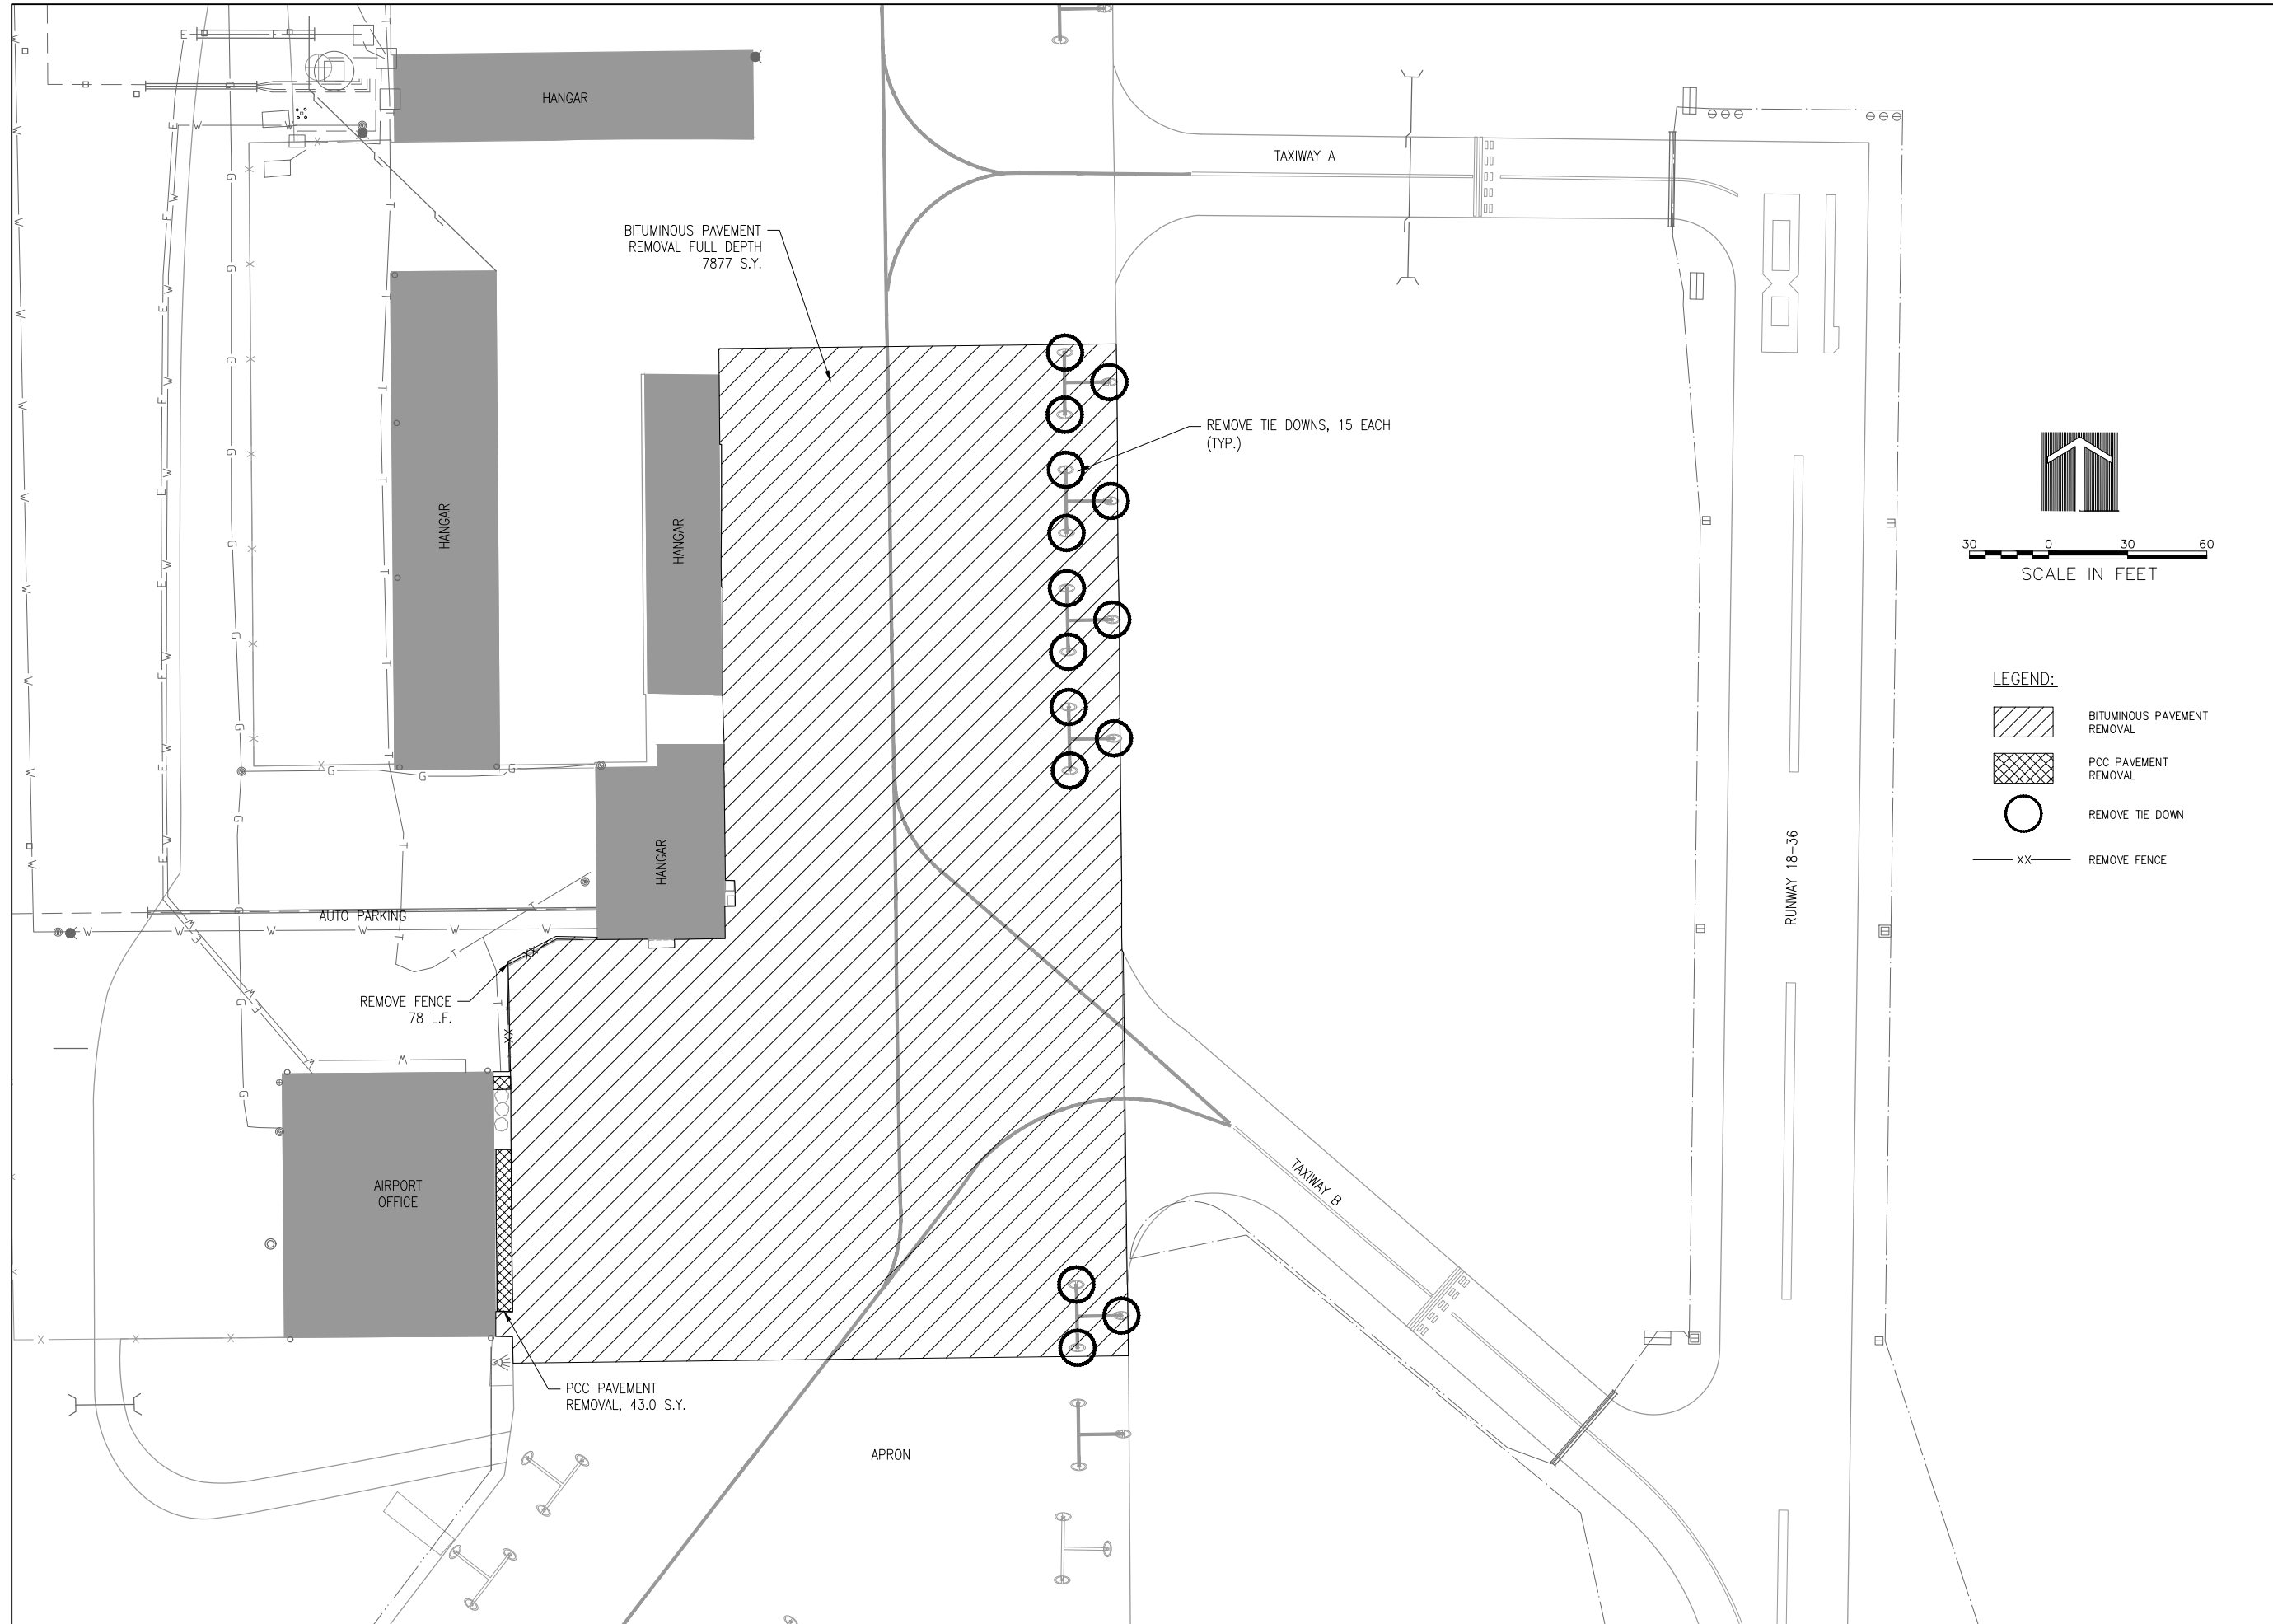 HANGAR
TAXIWAY A
BITUMINOUS PAVEMENT
REMOVAL FULL DEPTH
7877 S.Y.
REMOVE TIE DOWNS, 15 EACH
(TYP.)
HANGAR
HANGAR
30 0 30 60
SCALE IN FEET
LEGEND:
BITUMINOUS PAVEMENT
REMOVAL
PCC PAVEMENT
REMOVAL
REMOVE TIE DOWN
XX
REMOVE FENCE
HANGAR
RUNWAY 18-36
AUTO PARKING
REMOVE FENCE
78 L.F.
AIRPORT
OFFICE
TAXIWAY B
PCC PAVEMENT
REMOVAL, 43.0 S.Y.
APRON